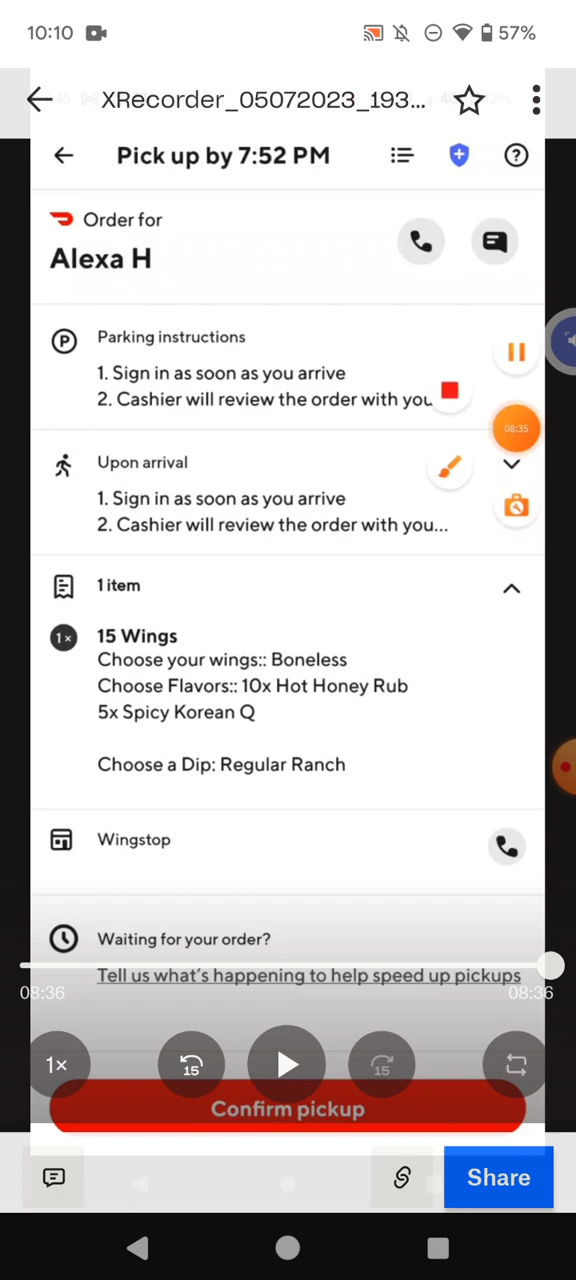 10:10
57%
XRecorder_05072023_193...
Pick up by 7:52 PM
Order for
Alexa H
Parking instructions
1. Sign in as soon as you arrive
2. Cashier will review the order with you
08:35
Upon arrival
1. Sign in as soon as you arrive
2. Cashier will review the order with you...
1 item
1×
15 Wings
Choose your wings:: Boneless
Choose Flavors:: 10x Hot Honey Rub
5x Spicy Korean Q
Choose a Dip: Regular Ranch
Wingstop
Waiting for your order?
Tell us what's happening to help speed up pickups
08:36
08:36
1×
15
15
Confirm pickup
Share